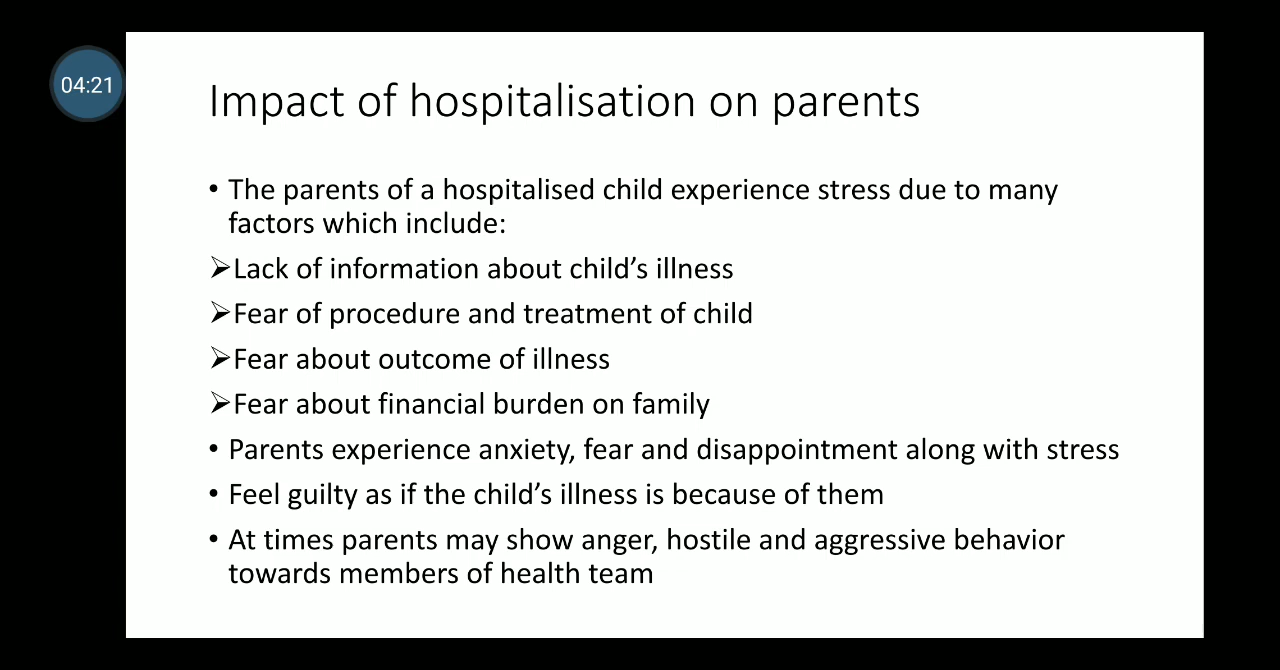 04:21
Impact of hospitalisation on parents
• The parents of a hospitalised child experience stress due to many
factors which include:
➢Lack of information about child’s illness
➢Fear of procedure and treatment of child
➢Fear about outcome of illness
➢Fear about financial burden on family
• Parents experience anxiety, fear and disappointment along with stress
• Feel guilty as if the child’s illness is because of them
• At times parents may show anger, hostile and aggressive behavior
towards members of health team